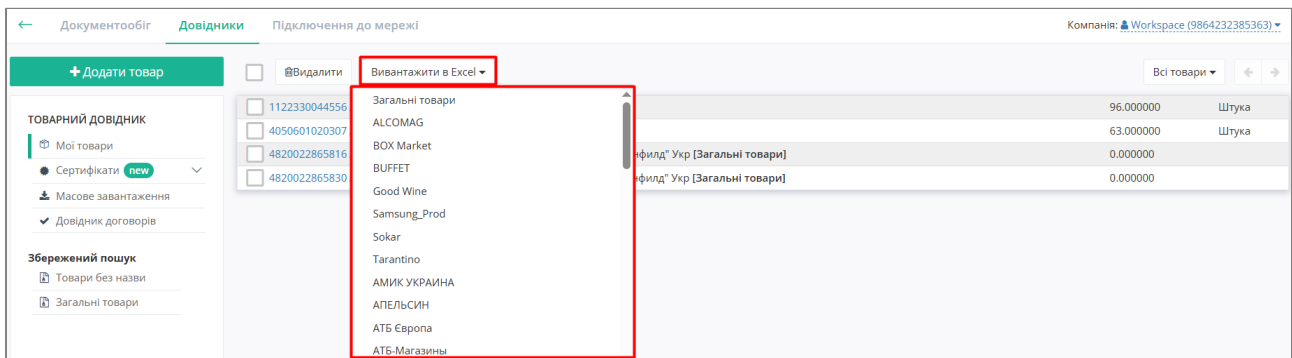 Документообіг Довідники Підключення до мережі Компанія: Workspace (9864232385363)
Додати товар Видалити Вивантажити в Excel Всі товари
ТОВАРНИЙ ДОВІДНИК
Мої товари
Сертифікати new
Масове завантаження
Довідник договорів
Збережений пошук
Товари без назви
Загальні товари
Загальні товари
ALCOMAG
BOX Market
BUFFET
Good Wine
Samsung_Prod
Sokar
Tarantino
АМИК УКРАИНА
АПЕЛЬСИН
АТБ Європа
АТБ-Магазины
1122330044556 96.000000 Штука
4050601020307 63.000000 Штука
4820022865816 Укр [Загальні товари] 0.000000
4820022865830 Укр [Загальні товари] 0.000000